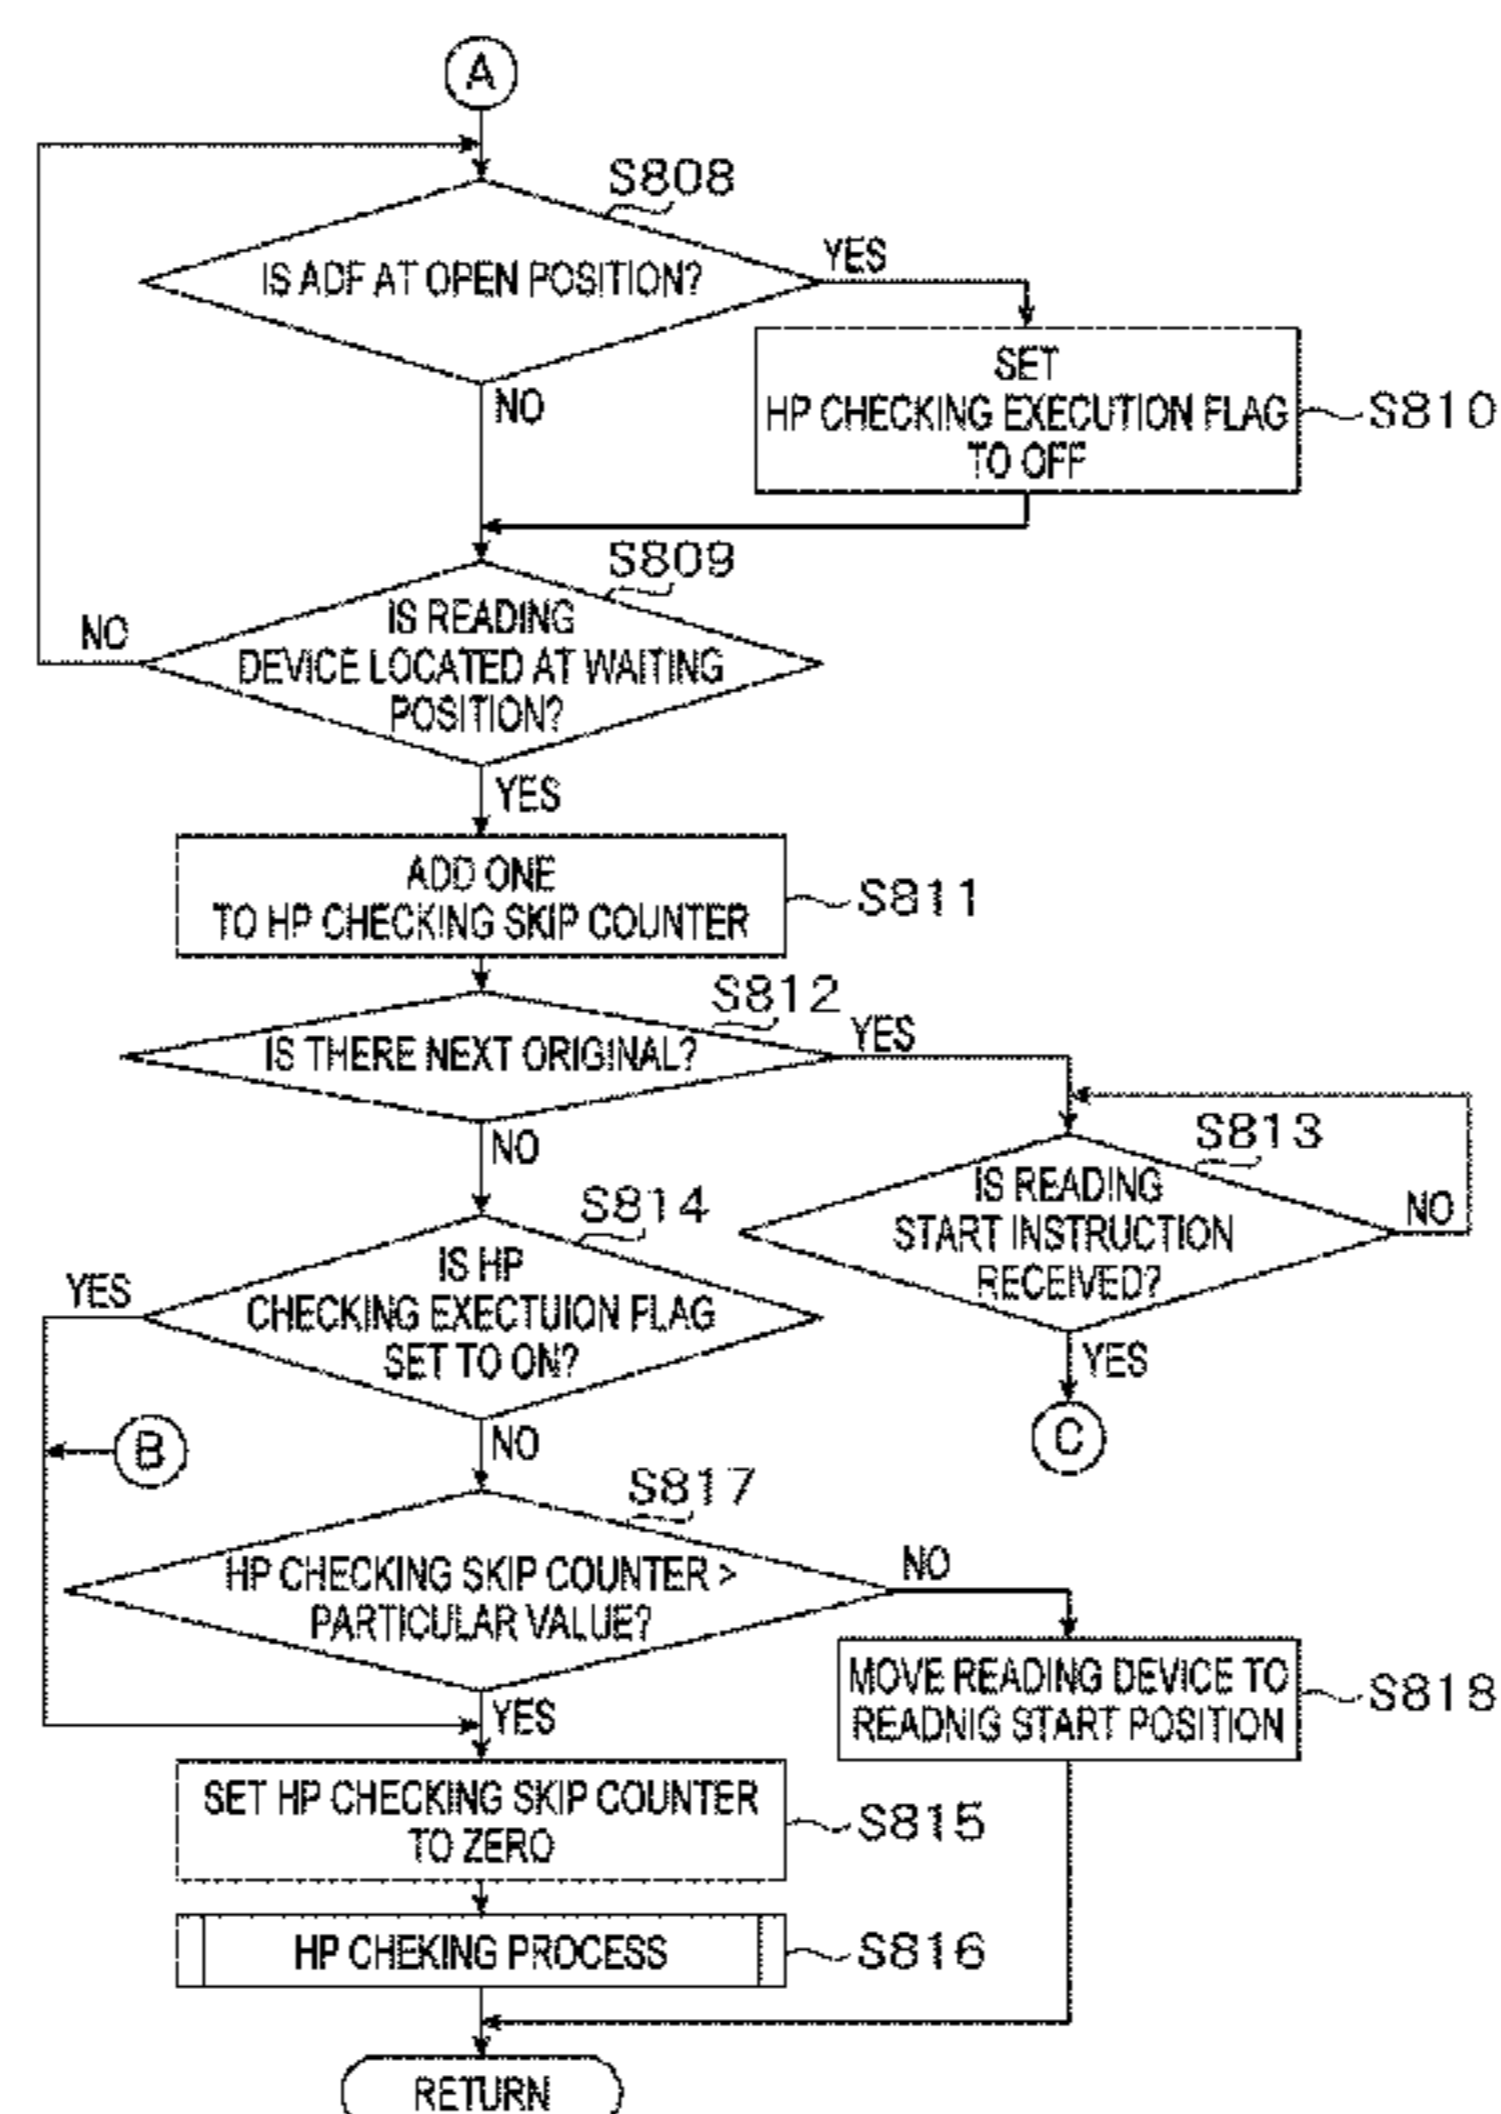 A
S808
IS ADF AT OPEN POSITION?
YES
NO
SET
HP CHECKING EXECUTION FLAG
TO OFF
S810
S809
IS READING
DEVICE LOCATED AT WAITING
POSITION?
NO
YES
ADD ONE
TO HP CHECKING SKIP COUNTER
S811
S812
IS THERE NEXT ORIGINAL?
YES
NO
S813
IS READING
START INSTRUCTION
RECEIVED?
NO
YES
C
S814
IS HP
CHECKING EXECTUION FLAG
SET TO ON?
YES
NO
B
S817
HP CHECKING SKIP COUNTER >
PARTICULAR VALUE?
NO
YES
MOVE READING DEVICE TO
READNIG START POSITION
S818
SET HP CHECKING SKIP COUNTER
TO ZERO
S815
HP CHEKING PROCESS
S816
RETURN